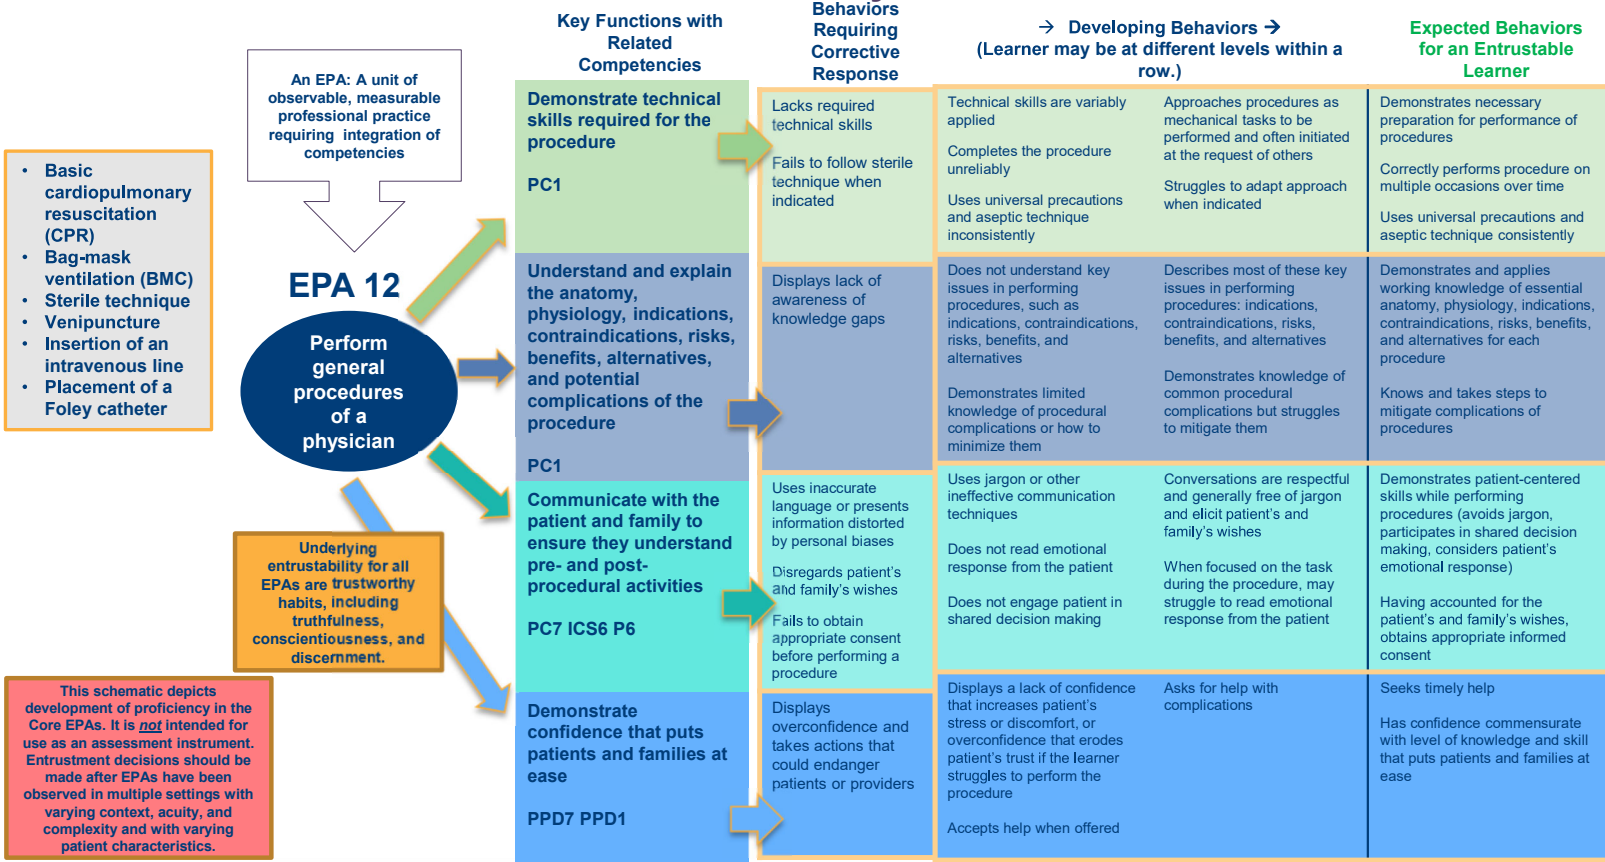 Key Functions with
Related
Competencies
Behaviors
Requiring
Corrective
Response
→ Developing Behaviors →
(Learner may be at different levels within a
row.)
Expected Behaviors
for an Entrustable
Learner
An EPA: A unit of
observable, measurable
professional practice
requiring integration of
competencies
• Basic
cardiopulmonary
resuscitation
(CPR)
• Bag-mask
ventilation (BMC)
• Sterile technique
• Venipuncture
• Insertion of an
intravenous line
• Placement of a
Foley catheter
EPA 12
Perform
general
procedures
of a
physician
Underlying
entrustability for all
EPAs are trustworthy
habits, including
truthfulness,
conscientiousness, and
discernment.
This schematic depicts
development of proficiency in the
Core EPAs. It is not intended for
use as an assessment instrument.
Entrustment decisions should be
made after EPAs have been
observed in multiple settings with
varying context, acuity, and
complexity and with varying
patient characteristics.
Demonstrate technical
skills required for the
procedure
PC1
Lacks required
technical skills
Fails to follow sterile
technique when
indicated
Technical skills are variably
applied
Completes the procedure
unreliably
Uses universal precautions
and aseptic technique
inconsistently
Approaches procedures as
mechanical tasks to be
performed and often initiated
at the request of others
Struggles to adapt approach
when indicated
Demonstrates necessary
preparation for performance of
procedures
Correctly performs procedure on
multiple occasions over time
Uses universal precautions and
aseptic technique consistently
Understand and explain
the anatomy,
physiology, indications,
contraindications, risks,
benefits, alternatives,
and potential
complications of the
procedure
PC1
Displays lack of
awareness of
knowledge gaps
Does not understand key
issues in performing
procedures, such as
indications, contraindications,
risks, benefits, and
alternatives
Demonstrates limited
knowledge of procedural
complications or how to
minimize them
Describes most of these key
issues in performing
procedures: indications,
contraindications, risks,
benefits, and alternatives
Demonstrates knowledge of
common procedural
complications but struggles
to mitigate them
Demonstrates and applies
working knowledge of essential
anatomy, physiology, indications,
contraindications, risks, benefits,
and alternatives for each
procedure
Knows and takes steps to
mitigate complications of
procedures
Communicate with the
patient and family to
ensure they understand
pre- and post-
procedural activities
PC7 ICS6 P6
Uses inaccurate
language or presents
information distorted
by personal biases
Disregards patient's
and family's wishes
Fails to obtain
appropriate consent
before performing a
procedure
Uses jargon or other
ineffective communication
techniques
Does not read emotional
response from the patient
Does not engage patient in
shared decision making
Conversations are respectful
and generally free of jargon
and elicit patient's and
family's wishes
When focused on the task
during the procedure, may
struggle to read emotional
response from the patient
Demonstrates patient-centered
skills while performing
procedures (avoids jargon,
participates in shared decision
making, considers patient's
emotional response)
Having accounted for the
patient's and family's wishes,
obtains appropriate informed
consent
Demonstrate
confidence that puts
patients and families at
ease
PPD7 PPD1
Displays
overconfidence and
takes actions that
could endanger
patients or providers
Displays a lack of confidence
that increases patient's
stress or discomfort, or
overconfidence that erodes
patient's trust if the learner
struggles to perform the
procedure
Accepts help when offered
Asks for help with
complications
Seeks timely help
Has confidence commensurate
with level of knowledge and skill
that puts patients and families at
ease